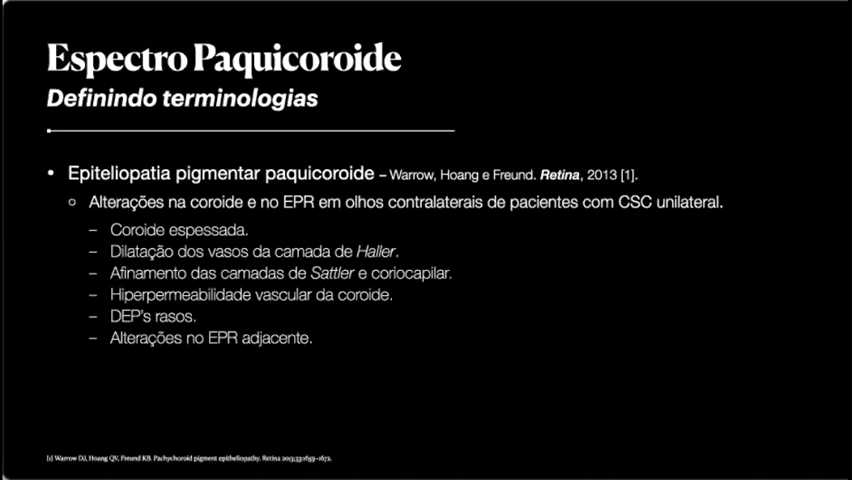 Espectro Paquicoroide
Definindo terminologias
• Epiteliopatia pigmentar paquicoroide – Warrow, Hoang e Freund. Retina, 2013 [1].
○ Alterações na coroide e no EPR em olhos contralaterais de pacientes com CSC unilateral.
– Coroide espessada.
– Dilatação dos vasos da camada de Haller.
– Afinamento das camadas de Sattler e coriocapilar.
– Hiperpermeabilidade vascular da coroide.
– DEP's rasos.
– Alterações no EPR adjacente.
[1] Warrow DJ, Hoang QV, Freund KB. Pachychoroid pigment epitheliopathy. Retina 2013;33:1659–1672.